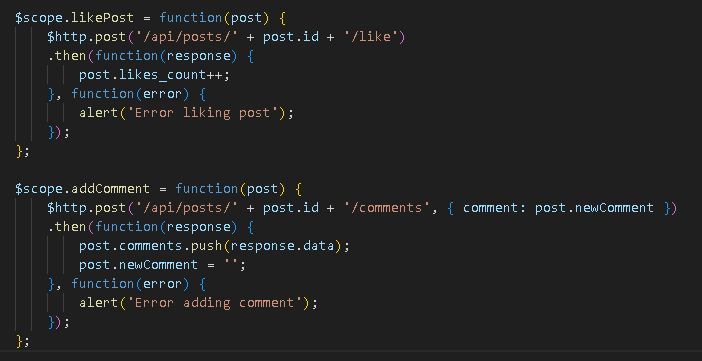 $scope.likePost = function(post) {
    $http.post('/api/posts/' + post.id + '/like')
    .then(function(response) {
        post.likes_count++;
    }, function(error) {
        alert('Error liking post');
    });
};

$scope.addComment = function(post) {
    $http.post('/api/posts/' + post.id + '/comments', { comment: post.newComment })
    .then(function(response) {
        post.comments.push(response.data);
        post.newComment = '';
    }, function(error) {
        alert('Error adding comment');
    });
};